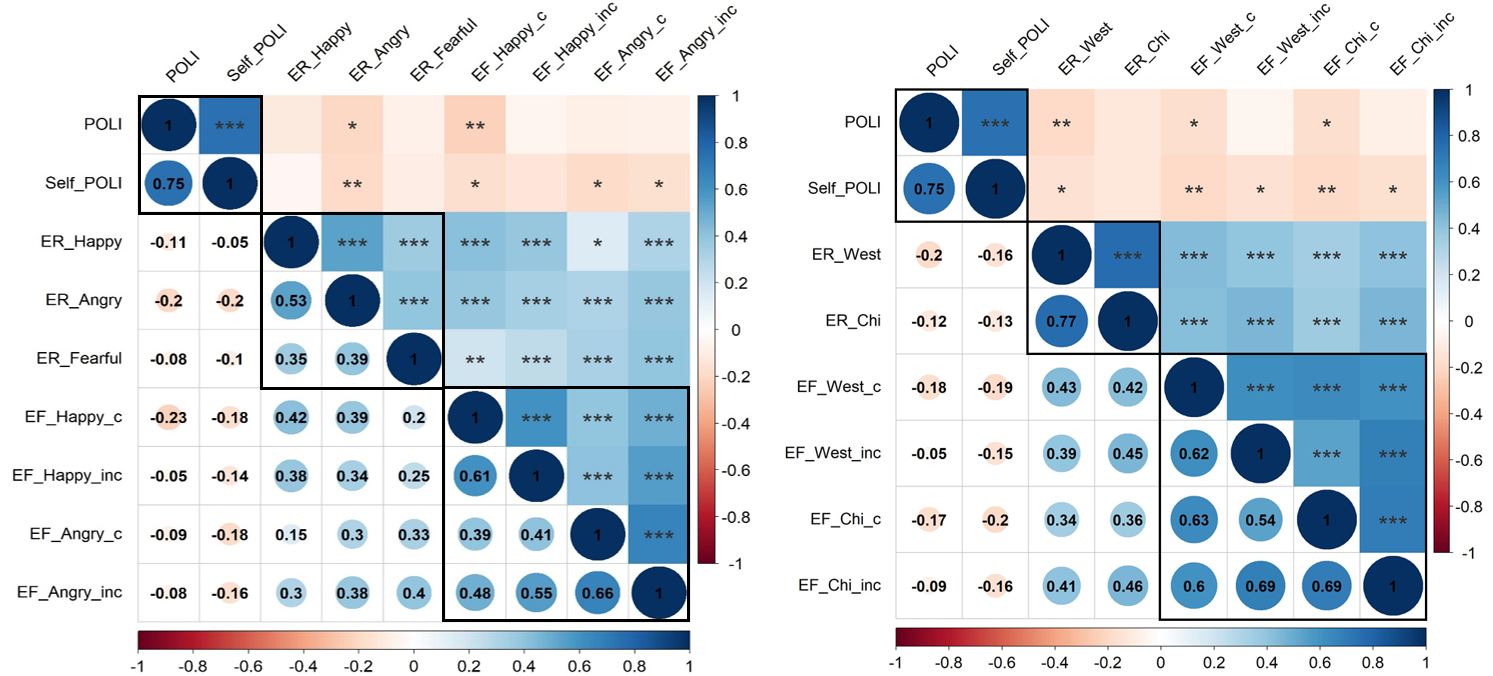 POLI Self_POLI ER_Happy ER_Angry ER_Fearful EF_Happy_c EF_Happy_inc EF_Angry_c EF_Angry_inc
POLI 1 *** * **
Self_POLI 0.75 1 ** * * *
ER_Happy -0.11 -0.05 1 *** *** *** *** * ***
ER_Angry -0.2 -0.2 0.53 1 *** *** *** *** ***
ER_Fearful -0.08 -0.1 0.35 0.39 1 ** *** *** ***
EF_Happy_c -0.23 -0.18 0.42 0.39 0.2 1 *** *** ***
EF_Happy_inc -0.05 -0.14 0.38 0.34 0.25 0.61 1 *** ***
EF_Angry_c -0.09 -0.18 0.15 0.3 0.33 0.39 0.41 1 ***
EF_Angry_inc -0.08 -0.16 0.3 0.38 0.4 0.48 0.55 0.66 1
1
0.8
0.6
0.4
0.2
0
-0.2
-0.4
-0.6
-0.8
-1
-1 -0.8 -0.6 -0.4 -0.2 0 0.2 0.4 0.6 0.8 1
POLI Self_POLI ER_West ER_Chi EF_West_c EF_West_inc EF_Chi_c EF_Chi_inc
POLI 1 *** ** * *
Self_POLI 0.75 1 * ** * ** *
ER_West -0.2 -0.16 1 *** *** *** *** ***
ER_Chi -0.12 -0.13 0.77 1 *** *** *** ***
EF_West_c -0.18 -0.19 0.43 0.42 1 *** *** ***
EF_West_inc -0.05 -0.15 0.39 0.45 0.62 1 *** ***
EF_Chi_c -0.17 -0.2 0.34 0.36 0.63 0.54 1 ***
EF_Chi_inc -0.09 -0.16 0.41 0.46 0.6 0.69 0.69 1
1
0.8
0.6
0.4
0.2
0
-0.2
-0.4
-0.6
-0.8
-1
-1 -0.8 -0.6 -0.4 -0.2 0 0.2 0.4 0.6 0.8 1